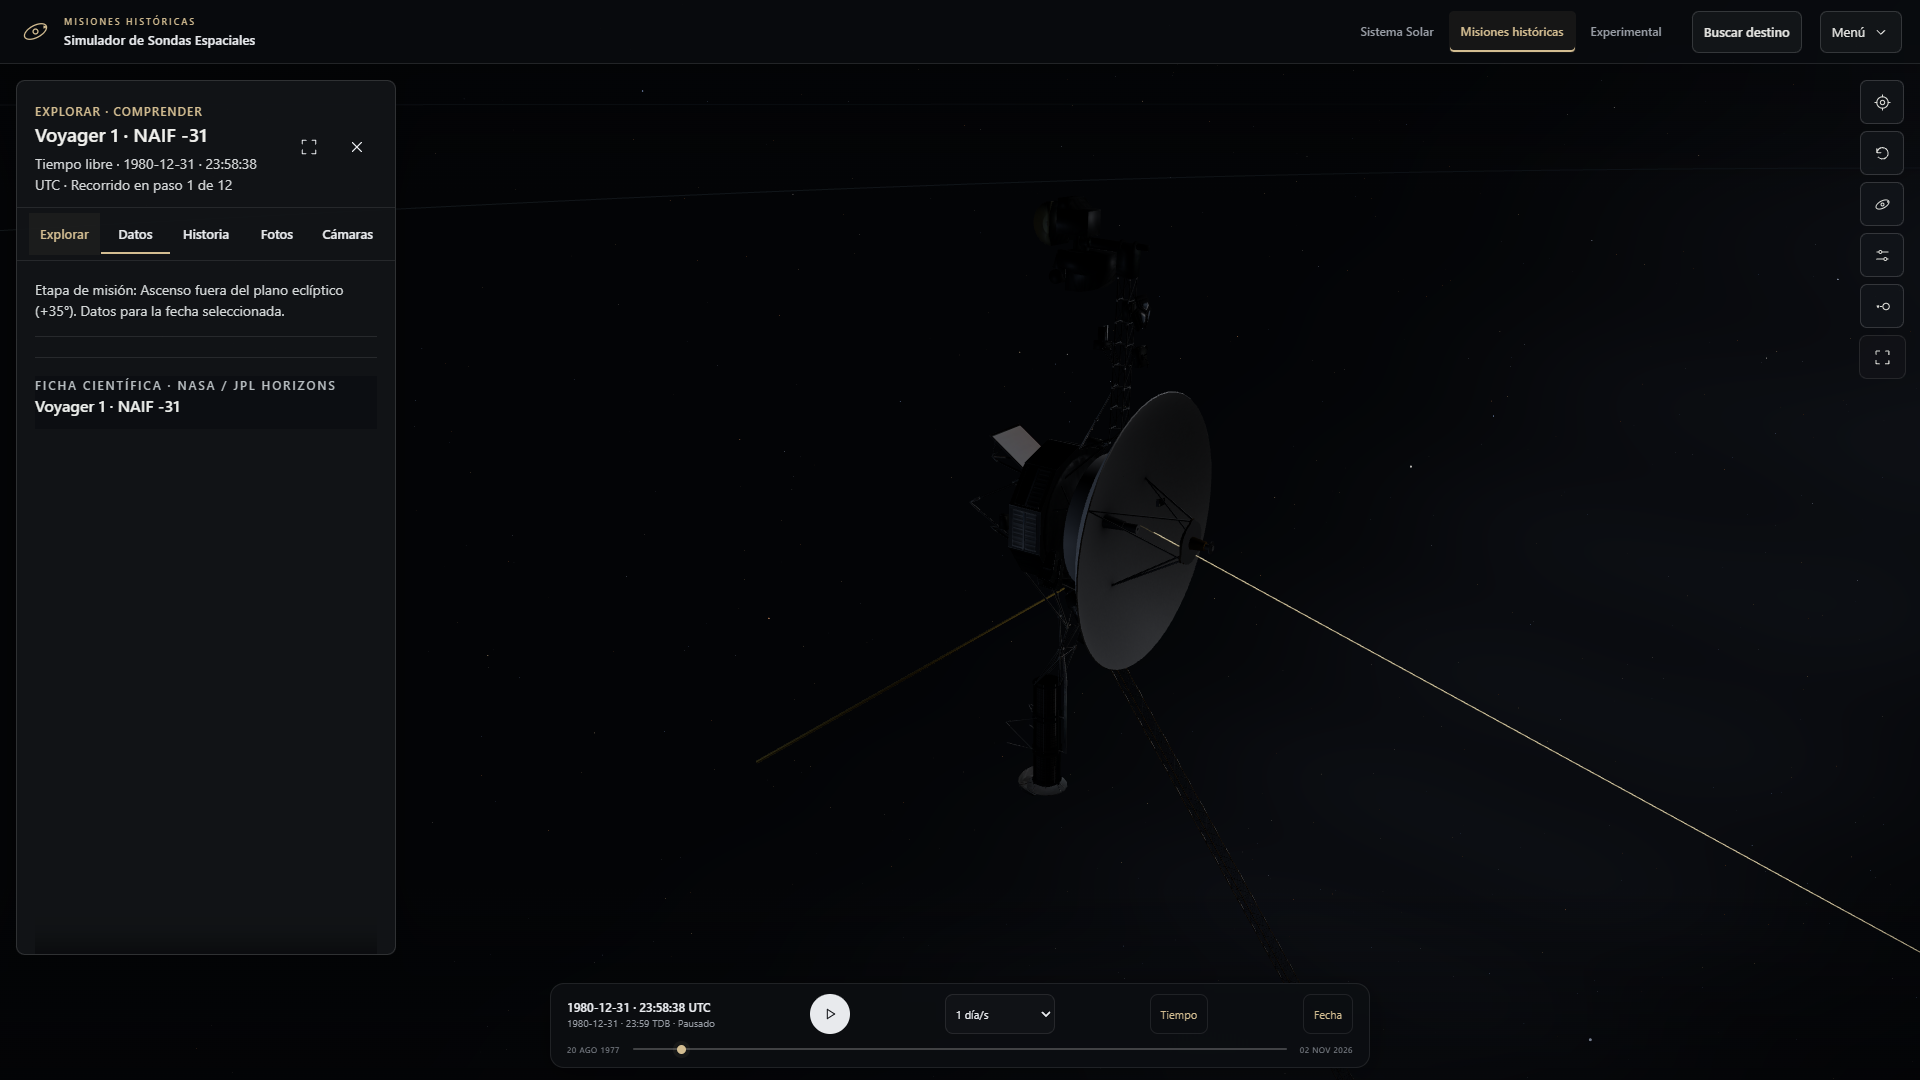 MISIONES HISTÓRICAS
Simulador de Sondas Espaciales
Sistema Solar
Misiones históricas
Experimental
Buscar destino
Menú
EXPLORAR · COMPRENDER
Voyager 1 · NAIF -31
Tiempo libre · 1980-12-31 · 23:58:38
UTC · Recorrido en paso 1 de 12
Explorar
Datos
Historia
Fotos
Cámaras
Etapa de misión: Ascenso fuera del plano eclíptico
(+35°). Datos para la fecha seleccionada.
FICHA CIENTÍFICA · NASA / JPL HORIZONS
Voyager 1 · NAIF -31
1980-12-31 · 23:58:38 UTC
1980-12-31 · 23:59 TDB · Pausado
1 día/s
Tiempo
Fecha
20 AGO 1977
02 NOV 2026